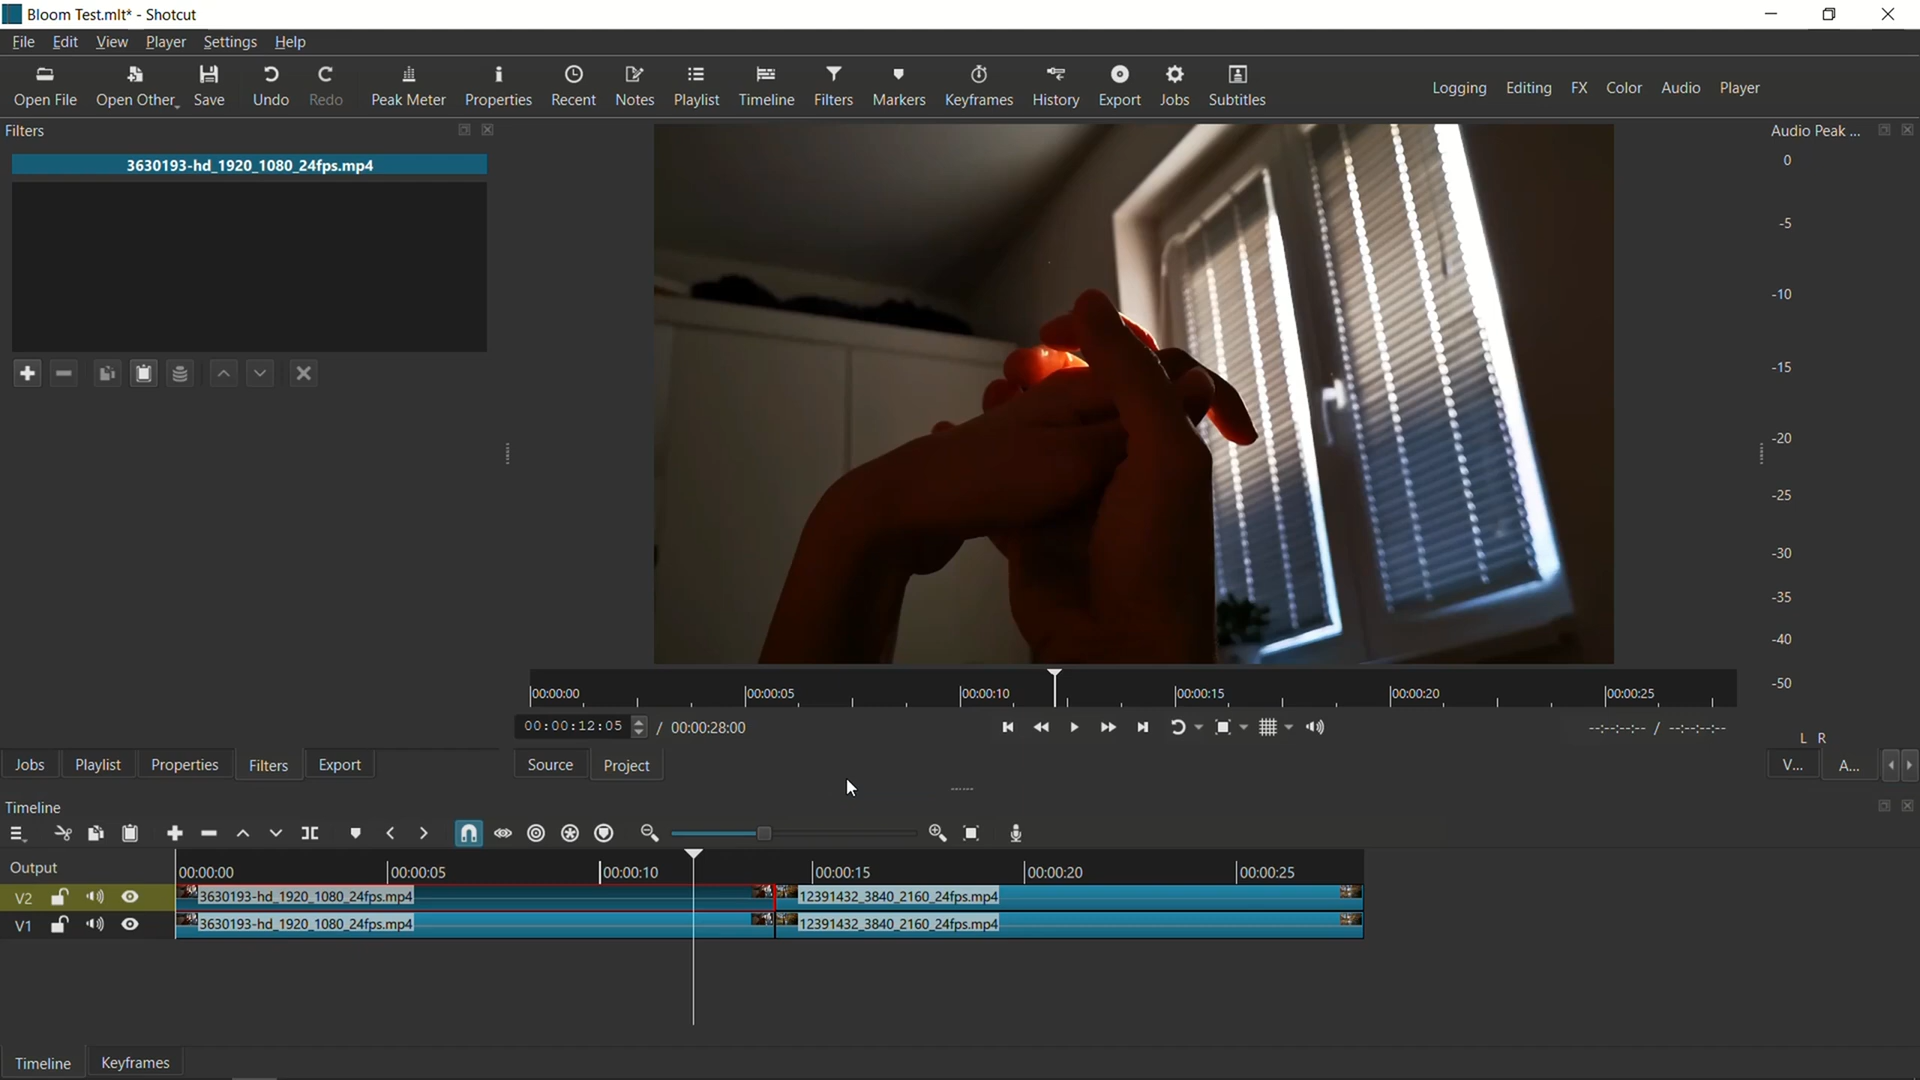 Bloom Test.mlt* - Shotcut
File Edit View Player Settings Help
Open File Open Other Save Undo Redo Peak Meter Properties Recent Notes Playlist Timeline Filters Markers Keyframes History Export Jobs Subtitles Logging Editing FX Color Audio Player
Filters
3630193-hd_1920_1080_24fps.mp4
Audio Peak ...
0
-5
-10
-15
-20
-25
-30
-35
-40
-50
L R
00:00:00 00:00:05 00:00:10 00:00:15 00:00:20 00:00:25
00:00:12:05 / 00:00:28:00 --:--:--:-- / --:--:--:--
Jobs Playlist Properties Filters Export Source Project V... A...
Timeline
Output 00:00:00 00:00:05 00:00:10 00:00:15 00:00:20 00:00:25
V2 3630193-hd_1920_1080_24fps.mp4 12391432_3840_2160_24fps.mp4
V1 3630193-hd_1920_1080_24fps.mp4 12391432_3840_2160_24fps.mp4
Timeline Keyframes